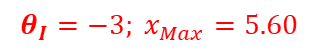 θ_I = −3; x_Max = 5.60